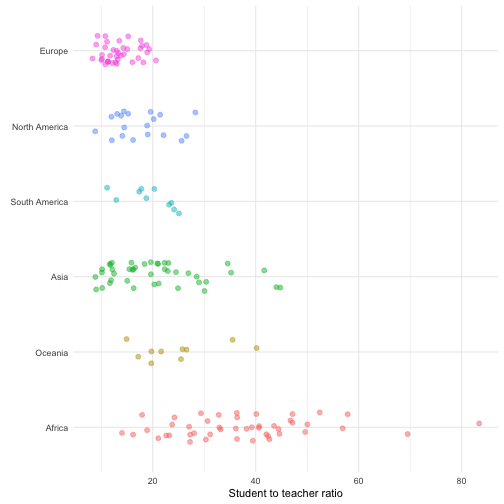 Europe
North America
South America
Asia
Oceania
Africa
20
40
60
80
Student to teacher ratio